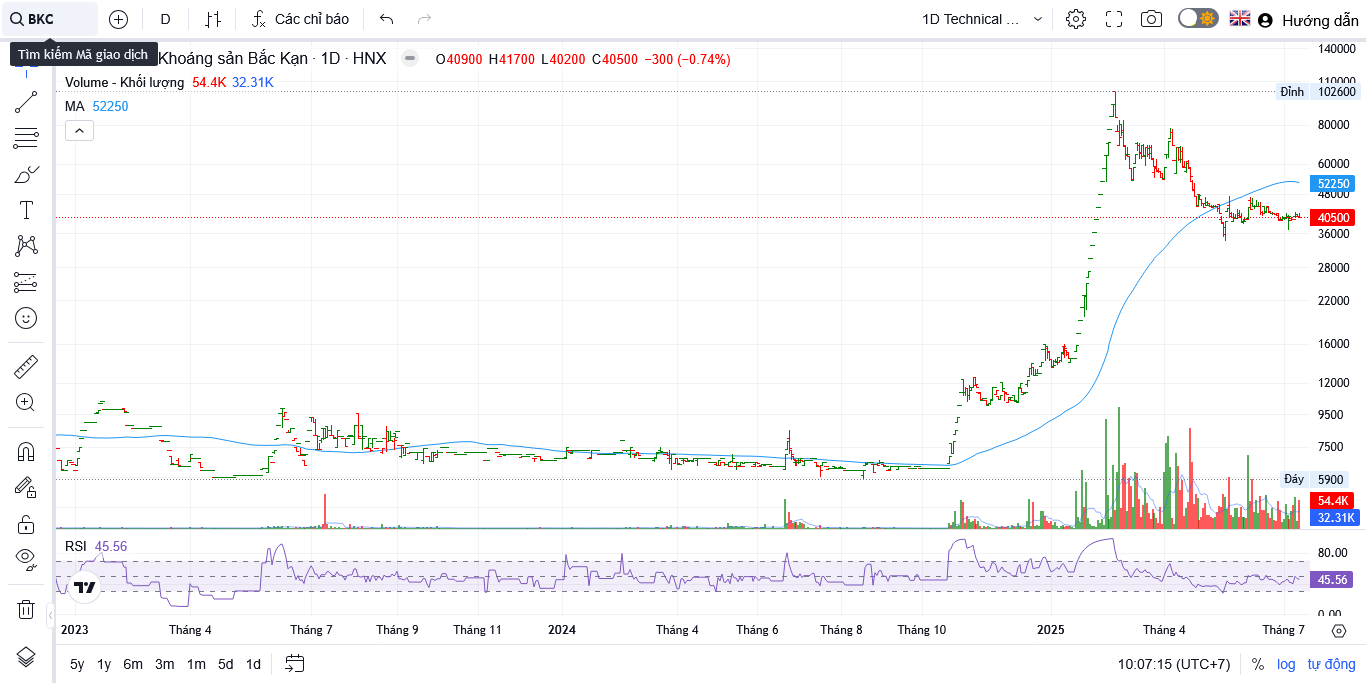 BKC
D
Các chỉ báo
1D Technical ...
Hướng dẫn
Tìm kiếm Mã giao dịch
Khoáng sản Bắc Kạn · 1D · HNX
O40900 H41700 L40200 C40500 −300 (−0.74%)
Volume - Khối lượng 54.4K 32.31K
MA 52250
140000
110000
Đỉnh 102600
80000
60000
52250
48000
40500
36000
28000
22000
16000
12000
9500
7500
Đáy 5900
54.4K
32.31K
RSI 45.56
80.00
45.56
0.00
2023 Tháng 4 Tháng 7 Tháng 9 Tháng 11 2024 Tháng 4 Tháng 6 Tháng 8 Tháng 10 2025 Tháng 4 Tháng 7
5y 1y 6m 3m 1m 5d 1d
10:07:15 (UTC+7) % log tự động